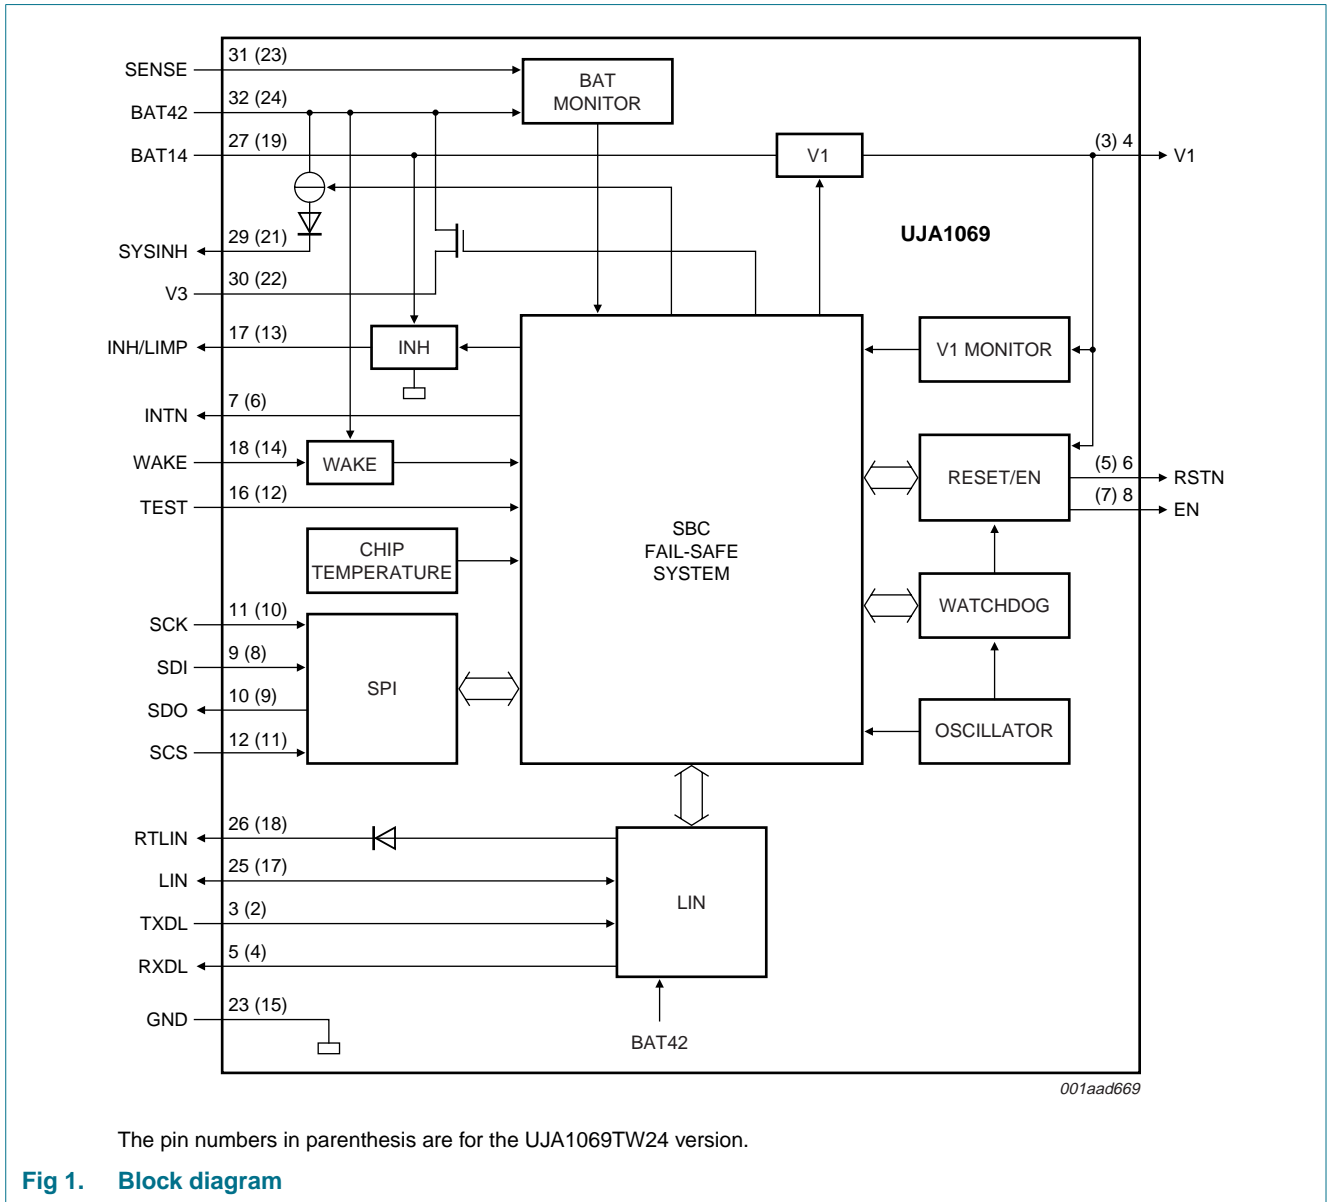 31 (23)
SENSE
BAT
MONITOR
32 (24)
BAT42
27 (19)
BAT14
V1
(3) 4
V1
29 (21)
SYSINH
UJA1069
30 (22)
V3
17 (13)
INH/LIMP
INH
V1 MONITOR
7 (6)
INTN
18 (14)
WAKE
WAKE
16 (12)
TEST
RESET/EN
(5) 6
RSTN
(7) 8
EN
CHIP
TEMPERATURE
SBC
FAIL-SAFE
SYSTEM
WATCHDOG
11 (10)
SCK
9 (8)
SDI
SPI
10 (9)
SDO
12 (11)
SCS
OSCILLATOR
26 (18)
RTLIN
25 (17)
LIN
LIN
3 (2)
TXDL
5 (4)
RXDL
23 (15)
GND
BAT42
001aad669
The pin numbers in parenthesis are for the UJA1069TW24 version.
Fig 1. Block diagram